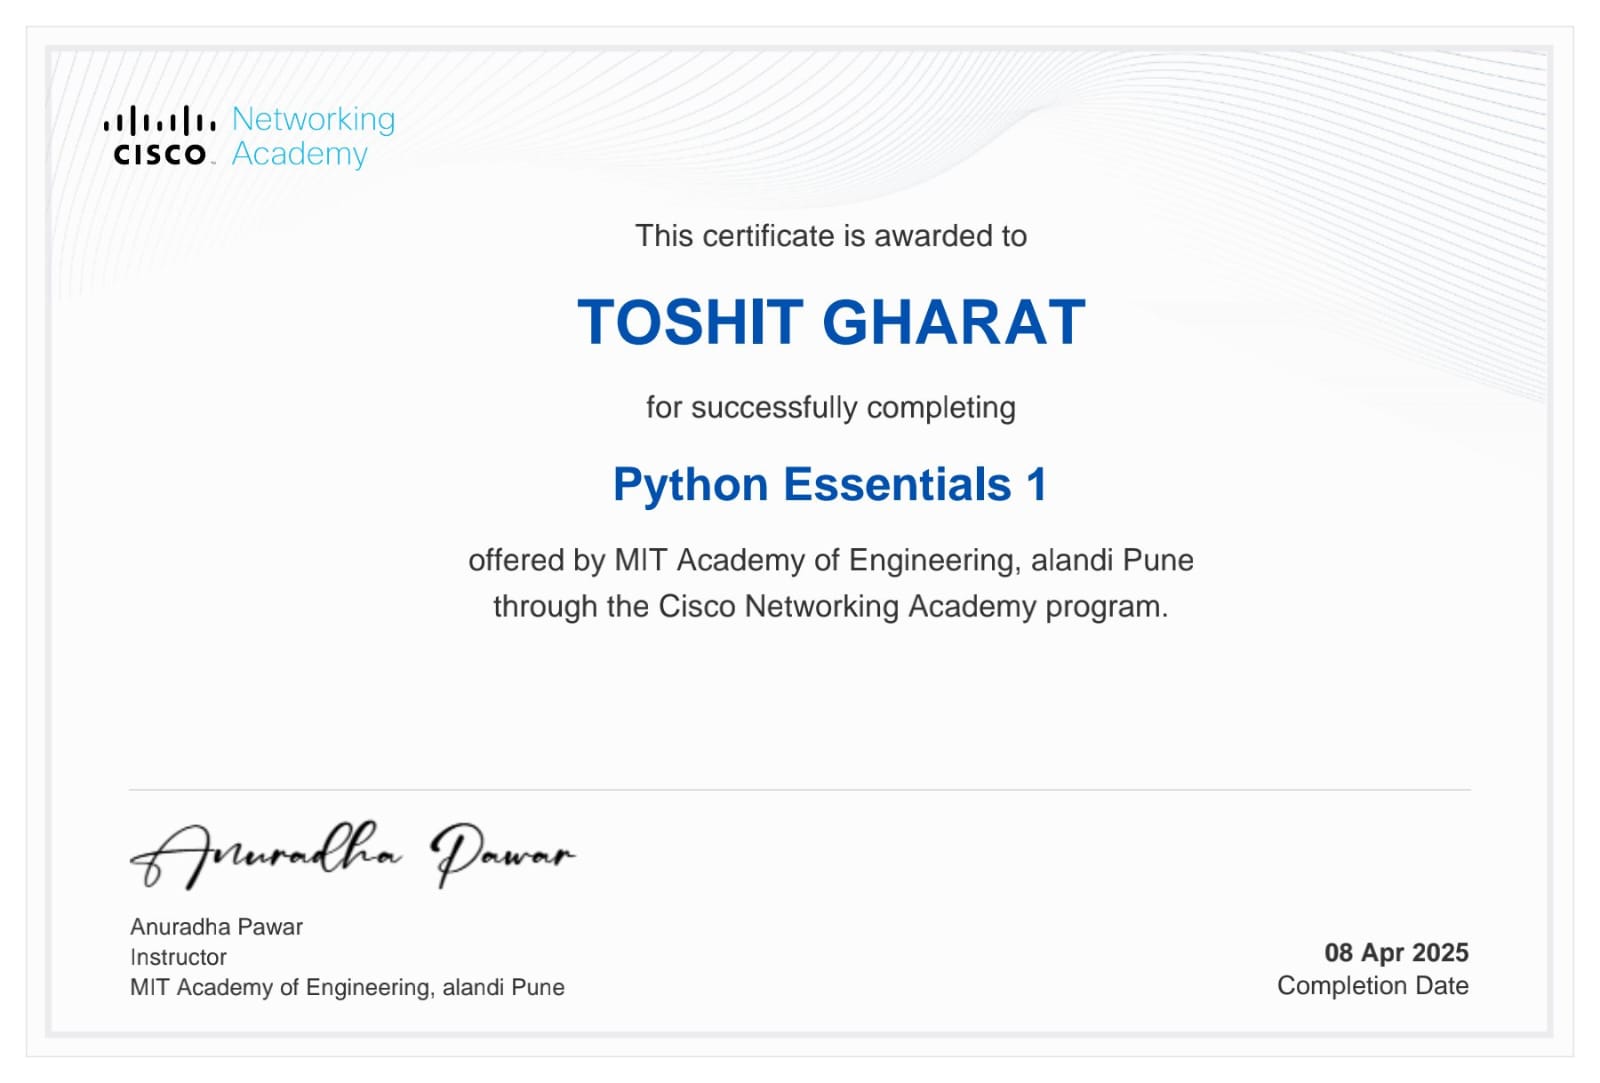 CISCO Networking
Academy
This certificate is awarded to
TOSHIT GHARAT
for successfully completing
Python Essentials 1
offered by MIT Academy of Engineering, alandi Pune
through the Cisco Networking Academy program.
Anuradha Pawar
Anuradha Pawar
Instructor
MIT Academy of Engineering, alandi Pune
08 Apr 2025
Completion Date